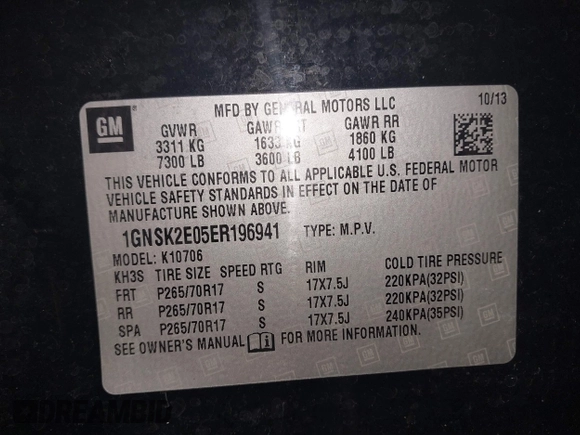 MFD BY GENERAL MOTORS LLC 10/13
GM
GVWR GAWR FRT GAWR RR
3311 KG 1633 KG 1860 KG
7300 LB 3600 LB 4100 LB
THIS VEHICLE CONFORMS TO ALL APPLICABLE U.S. FEDERAL MOTOR
VEHICLE SAFETY STANDARDS IN EFFECT ON THE DATE OF
MANUFACTURE SHOWN ABOVE.
1GNSK2E05ER196941 TYPE: M.P.V.
MODEL: K10706
KH3S TIRE SIZE SPEED RTG RIM COLD TIRE PRESSURE
FRT P265/70R17 S 17X7.5J 220KPA(32PSI)
RR P265/70R17 S 17X7.5J 220KPA(32PSI)
SPA P265/70R17 S 17X7.5J 240KPA(35PSI)
SEE OWNER'S MANUAL FOR MORE INFORMATION.
DREAMBID